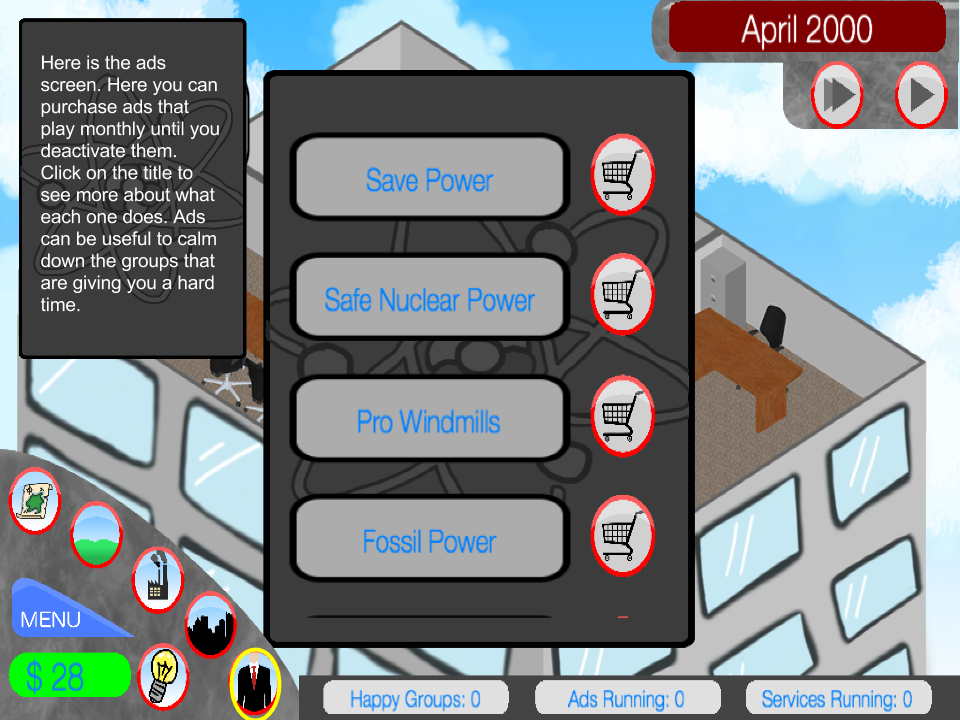 Here is the ads
screen. Here you can
purchase ads that
play monthly until you
deactivate them.
Click on the title to
see more about what
each one does. Ads
can be useful to calm
down the groups that
are giving you a hard
time.
April 2000
Save Power
Safe Nuclear Power
Pro Windmills
Fossil Power
MENU
$ 28
Happy Groups: 0
Ads Running: 0
Services Running: 0